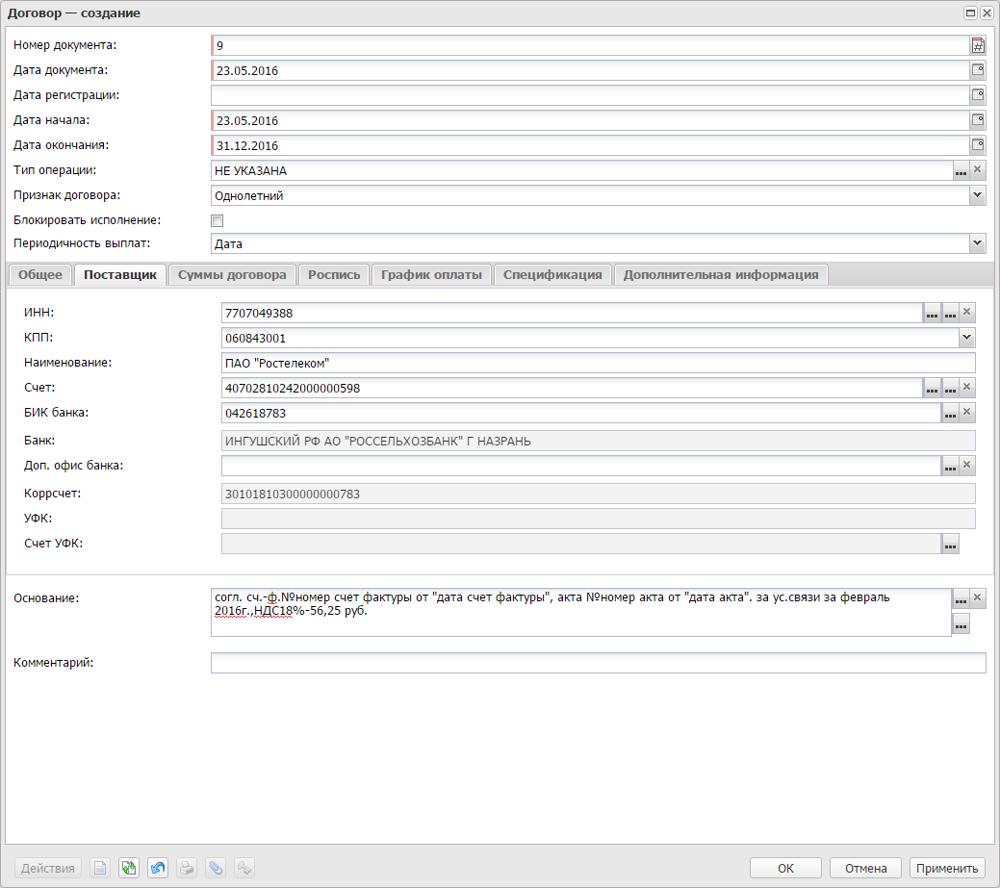 Договор — создание
Номер документа: 9
Дата документа: 23.05.2016
Дата регистрации:
Дата начала: 23.05.2016
Дата окончания: 31.12.2016
Тип операции: НЕ УКАЗАНА
Признак договора: Однолетний
Блокировать исполнение:
Периодичность выплат: Дата
Общее Поставщик Суммы договора Роспись График оплаты Спецификация Дополнительная информация
ИНН: 7707049388
КПП: 060843001
Наименование: ПАО "Ростелеком"
Счет: 40702810242000000598
БИК банка: 042618783
Банк: ИНГУШСКИЙ РФ АО "РОССЕЛЬХОЗБАНК" Г НАЗРАНЬ
Доп. офис банка:
Коррсчет: 30101810300000000783
УФК:
Счет УФК:
Основание: согл. сч.-ф.№номер счет фактуры от "дата счет фактуры", акта №номер акта от "дата акта". за ус.связи за февраль
2016г.,НДС18%-56,25 руб.
Комментарий:
Действия ОК Отмена Применить